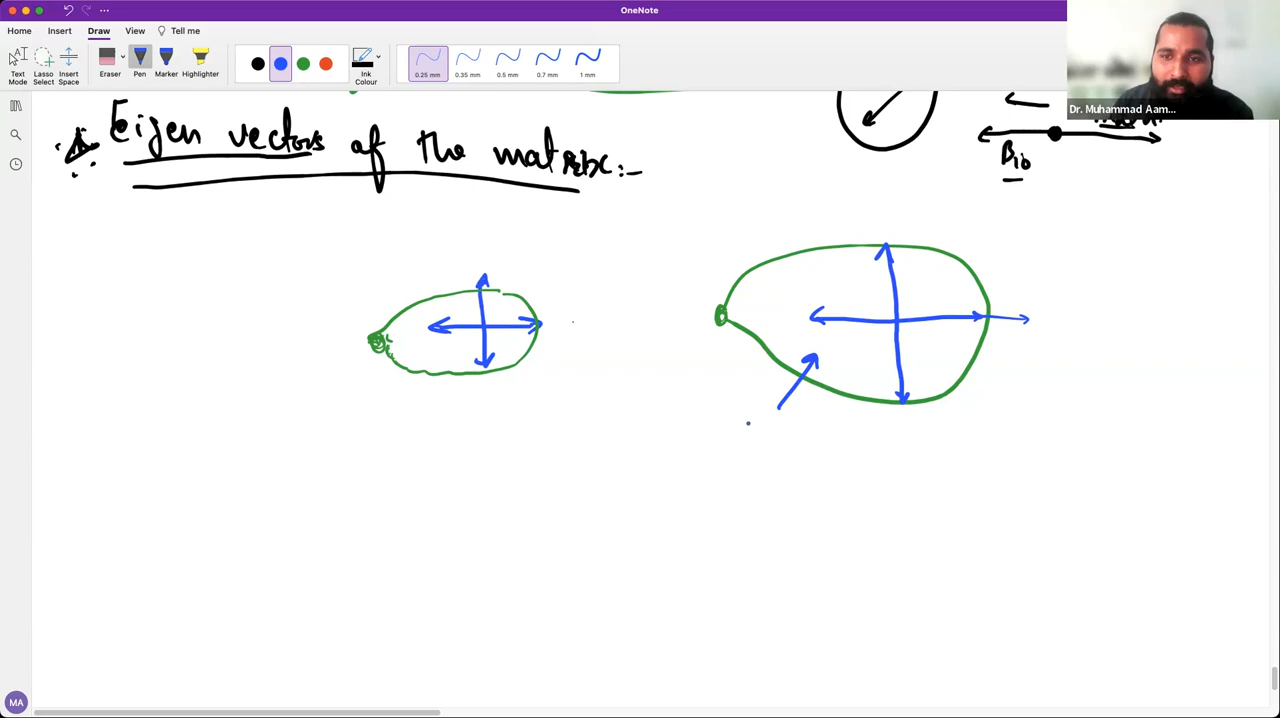 OneNote
Home Insert Draw View Tell me
Text Mode
Lasso Select
Insert Space
Eraser
Pen
Marker
Highlighter
Ink Colour
0.25 mm
0.35 mm
0.5 mm
0.7 mm
1 mm
Dr. Muhammad Aam...
Eigen vectors of the matrix:-
MA